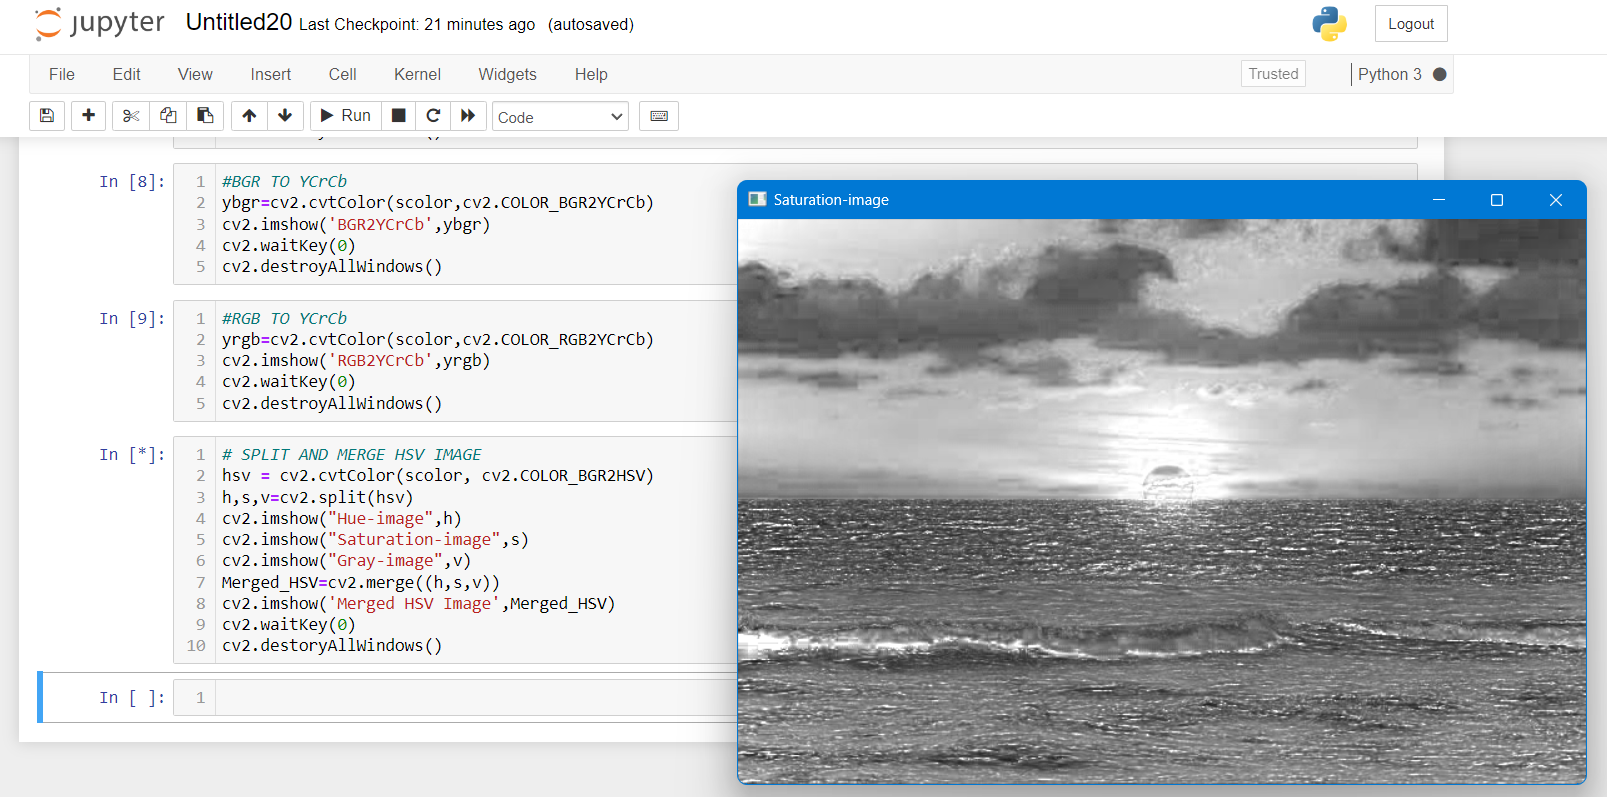 jupyter Untitled20 Last Checkpoint: 21 minutes ago (autosaved)
Logout
File Edit View Insert Cell Kernel Widgets Help
Trusted
Python 3
Run
Code
In [8]:
1 #BGR TO YCrCb
2 ybgr=cv2.cvtColor(scolor,cv2.COLOR_BGR2YCrCb)
3 cv2.imshow('BGR2YCrCb',ybgr)
4 cv2.waitKey(0)
5 cv2.destroyAllWindows()
In [9]:
1 #RGB TO YCrCb
2 yrgb=cv2.cvtColor(scolor,cv2.COLOR_RGB2YCrCb)
3 cv2.imshow('RGB2YCrCb',yrgb)
4 cv2.waitKey(0)
5 cv2.destroyAllWindows()
In [*]:
1 # SPLIT AND MERGE HSV IMAGE
2 hsv = cv2.cvtColor(scolor, cv2.COLOR_BGR2HSV)
3 h,s,v=cv2.split(hsv)
4 cv2.imshow("Hue-image",h)
5 cv2.imshow("Saturation-image",s)
6 cv2.imshow("Gray-image",v)
7 Merged_HSV=cv2.merge((h,s,v))
8 cv2.imshow('Merged HSV Image',Merged_HSV)
9 cv2.waitKey(0)
10 cv2.destoryAllWindows()
In [ ]:
1
Saturation-image